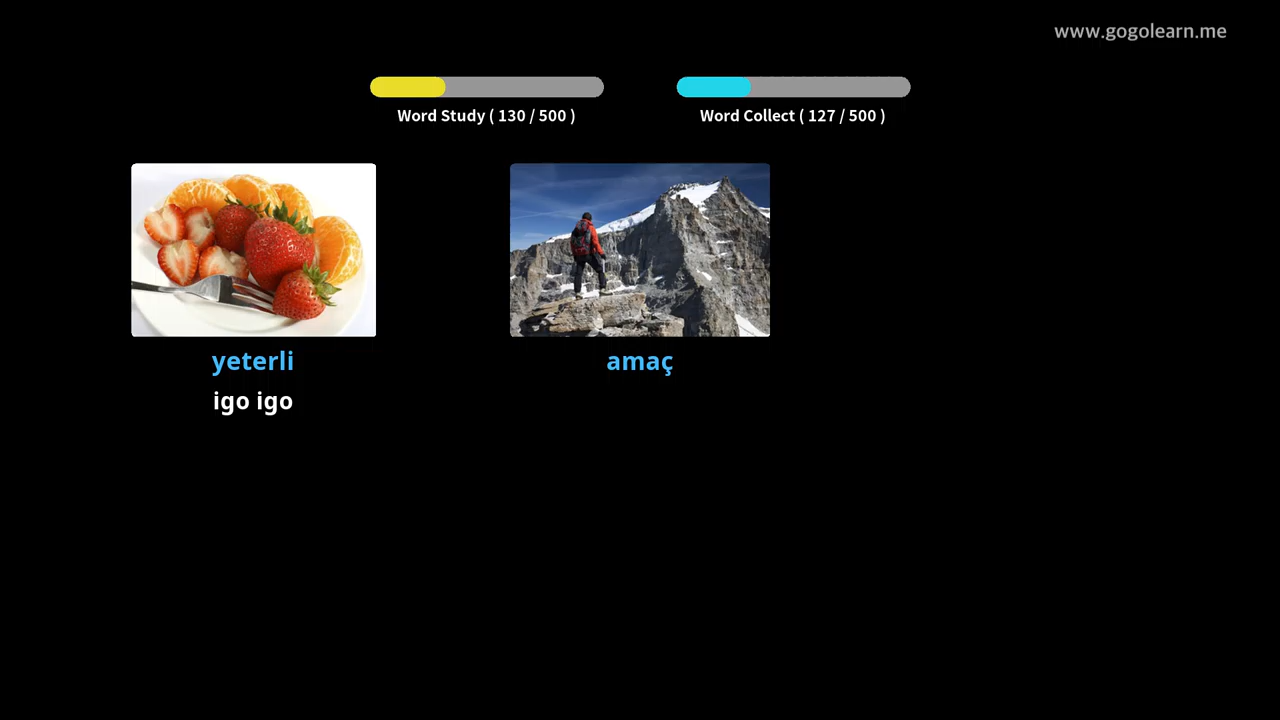 www.gogolearn.me
Word Study ( 130 / 500 )
Word Collect ( 127 / 500 )
yeterli
amaç
igo igo